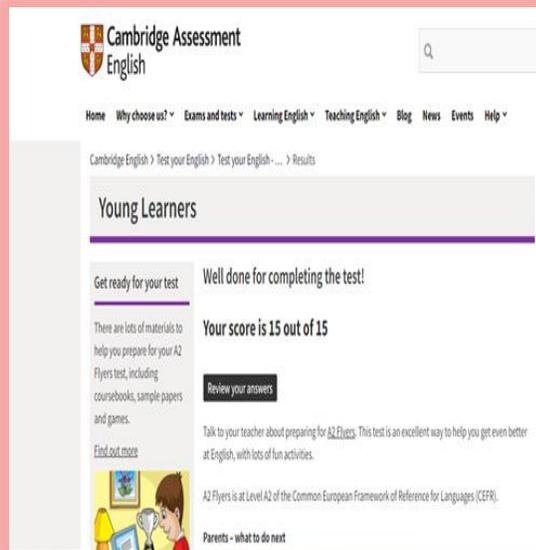 Cambridge Assessment
English
Home Why choose us? Exams and tests Learning English Teaching English Blog News Events Help
Cambridge English > Test your English > Test your English - ... > Results
Young Learners
Get ready for your test
There are lots of materials to
help you prepare for your A2
Flyers test, including
coursebooks, sample papers
and games.
Find out more
Well done for completing the test!
Your score is 15 out of 15
Review your answers
Talk to your teacher about preparing for A2 Flyers. This test is an excellent way to help you get even better
at English, with lots of fun activities.
A2 Flyers is at Level A2 of the Common European Framework of Reference for Languages (CEFR).
Parents - what to do next